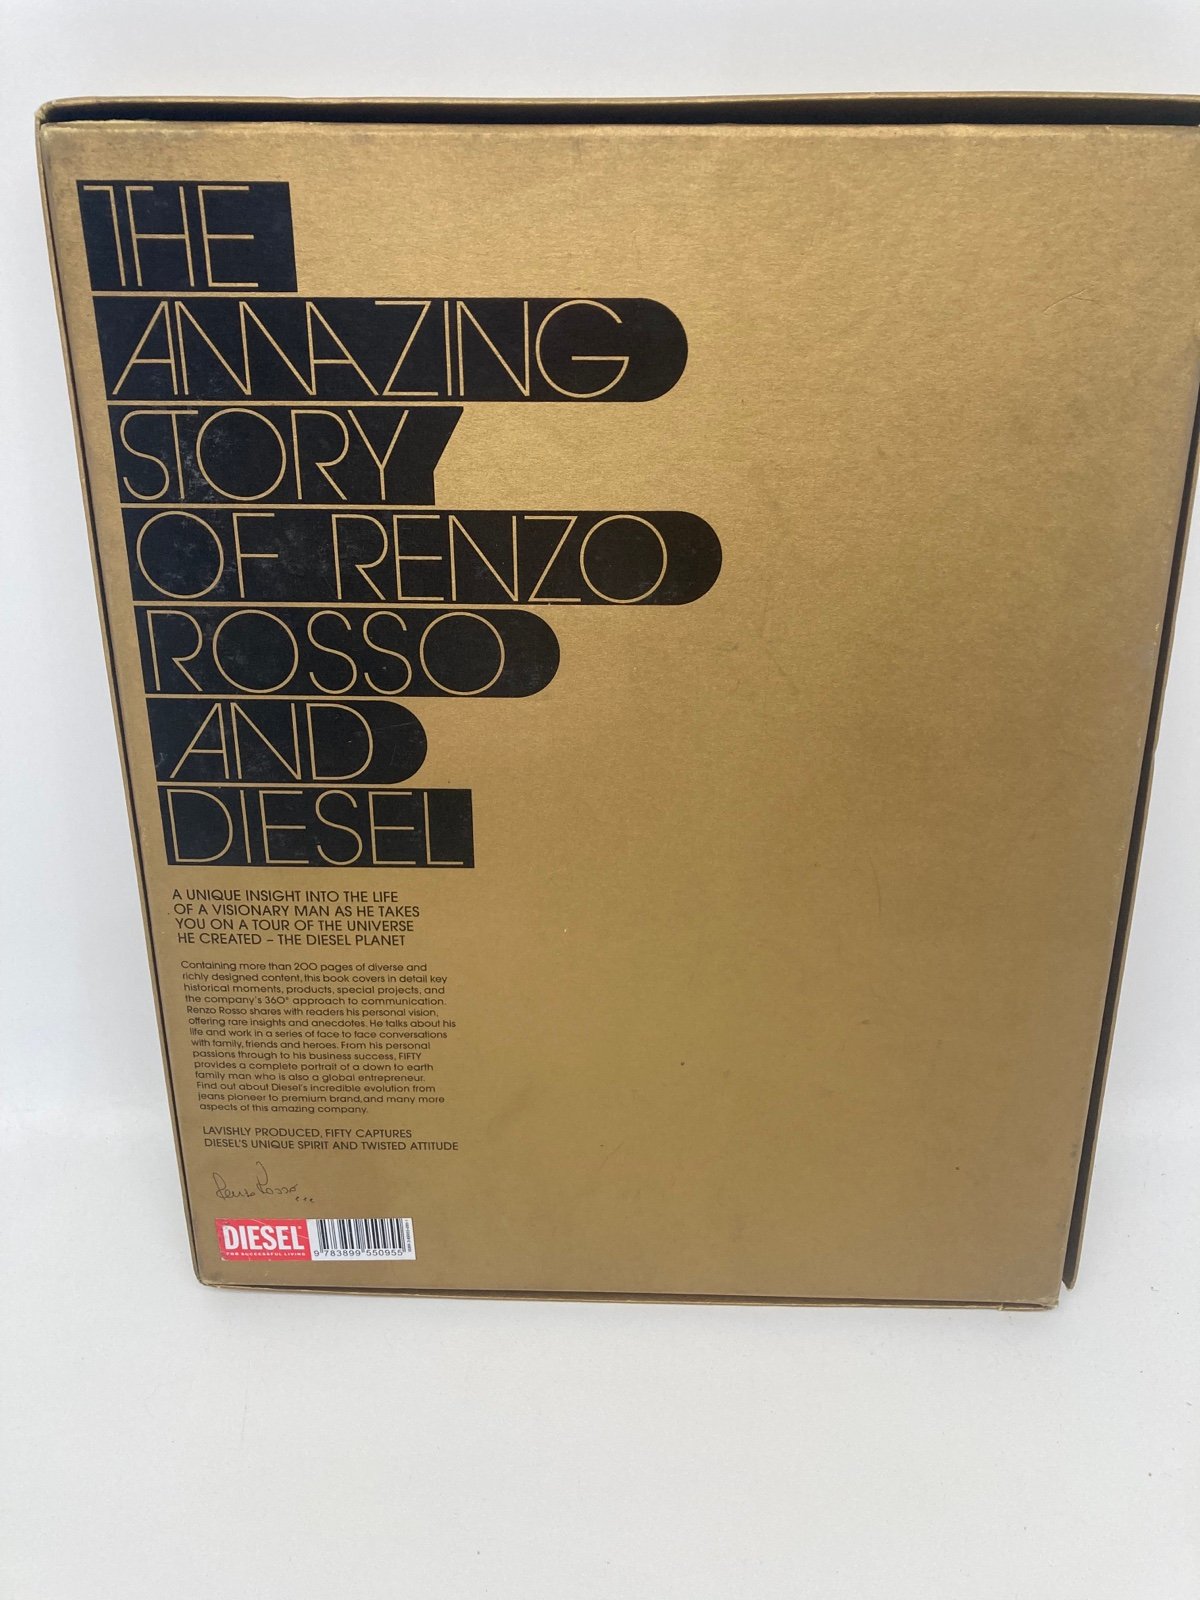 THE
AMAZING
STORY
OF RENZO
ROSSO
AND
DIESEL
A UNIQUE INSIGHT INTO THE LIFE
OF A VISIONARY MAN AS HE TAKES
YOU ON A TOUR OF THE UNIVERSE
HE CREATED – THE DIESEL PLANET
Containing more than 200 pages of diverse and
richly designed content, this book covers in detail key
historical moments, products, special projects, and
the company's 360° approach to communication.
Renzo Rosso shares with readers his personal vision,
offering rare insights and anecdotes. He talks about his
life and work in a series of face to face conversations
with family, friends and heroes. From his personal
passions through to his business success, FIFTY
provides a complete portrait of a down to earth
family man who is also a global entrepreneur.
Find out about Diesel's incredible evolution from
jeans pioneer to premium brand, and many more
aspects of this amazing company.
LAVISHLY PRODUCED, FIFTY CAPTURES
DIESEL'S UNIQUE SPIRIT AND TWISTED ATTITUDE
Renzo Rosso...
DIESEL
FOR SUCCESSFUL LIVING
9 783899 550955